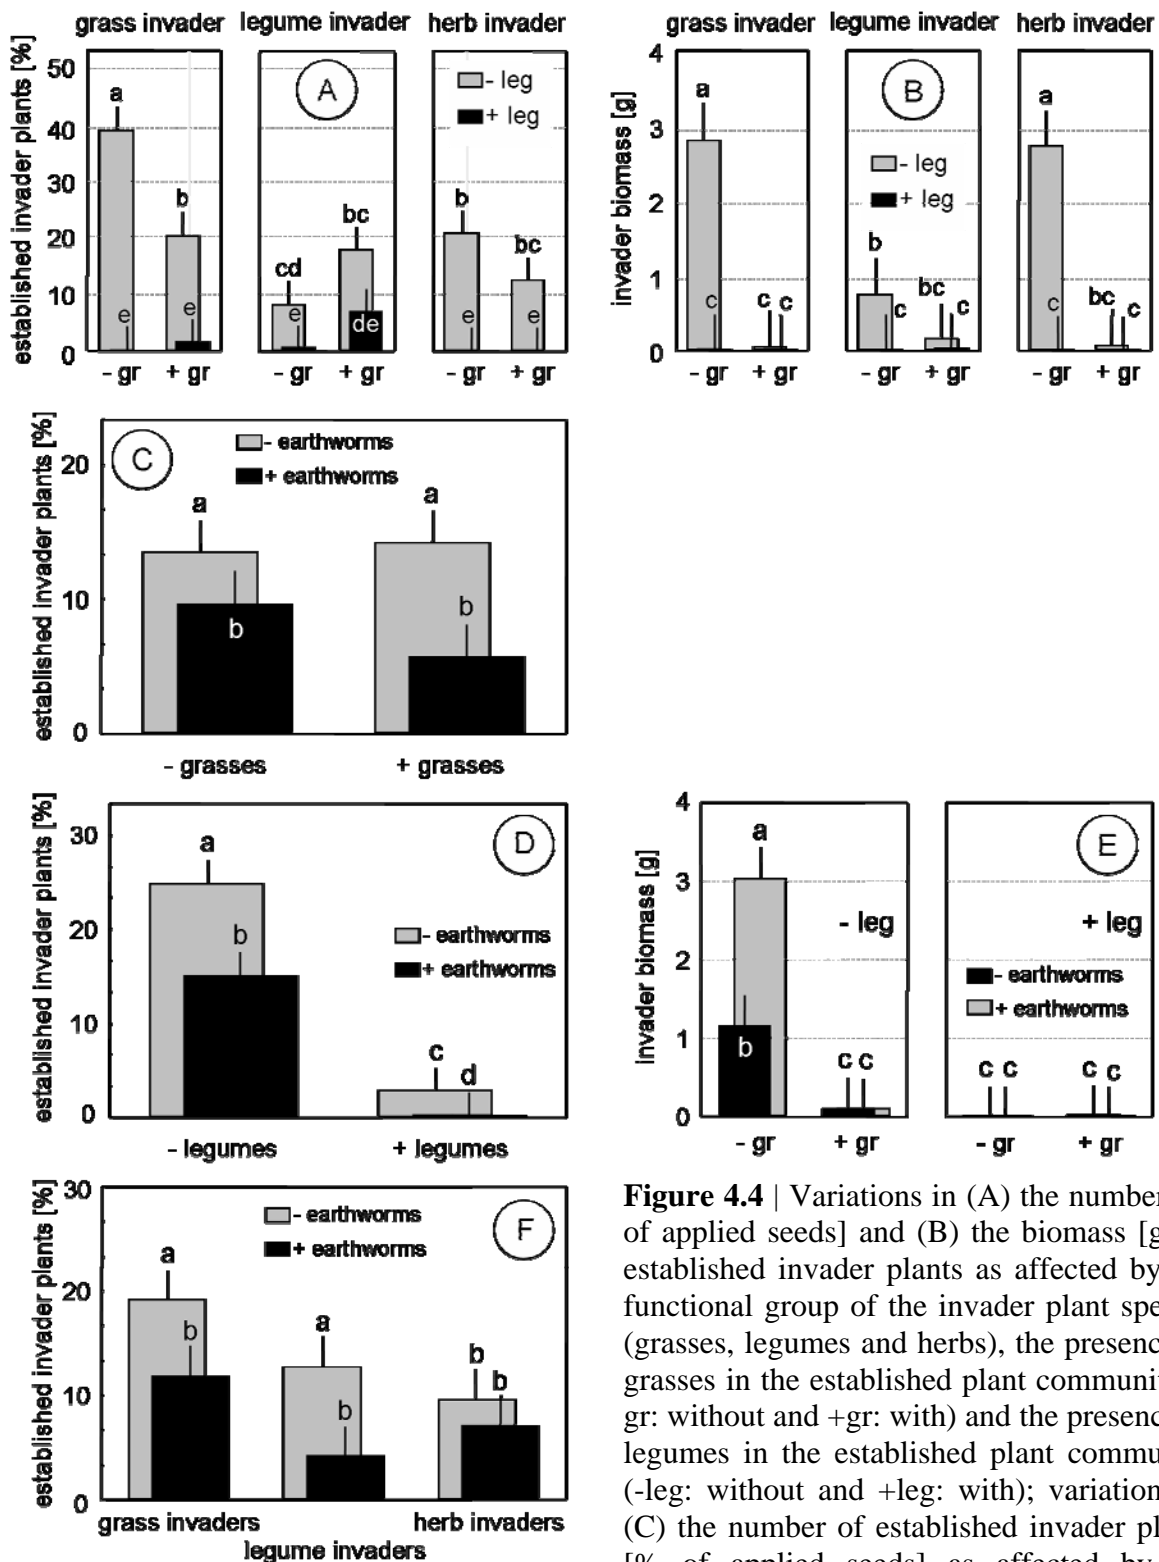 grass invader legume invader herb invader
established invader plants [%]
50
40
30
20
10
0
A
- leg
+ leg
a
b
e
e
cd
bc
e
de
b
bc
e
e
- gr + gr - gr + gr - gr + gr
grass invader legume invader herb invader
invader biomass [g]
4
3
2
1
0
B
- leg
+ leg
a
c
c c
b
c
bc
c
a
c
bc
c
- gr + gr - gr + gr - gr + gr
established invader plants [%]
20
10
0
C
- earthworms
+ earthworms
a
b
a
b
- grasses + grasses
established invader plants [%]
30
20
10
0
D
- earthworms
+ earthworms
a
b
c
d
- legumes + legumes
invader biomass [g]
4
3
2
1
0
E
- leg
+ leg
- earthworms
+ earthworms
a
b
c c
c c
c c
- gr + gr - gr + gr
established invader plants [%]
30
20
10
0
F
- earthworms
+ earthworms
a
b
a
b
b
b
grass invaders herb invaders
legume invaders
Figure 4.4 | Variations in (A) the number
of applied seeds] and (B) the biomass [g
established invader plants as affected by
functional group of the invader plant spe
(grasses, legumes and herbs), the presenc
grasses in the established plant communit
gr: without and +gr: with) and the presenc
legumes in the established plant commu
(-leg: without and +leg: with); variation
(C) the number of established invader pl
[% of applied seeds] as affected by